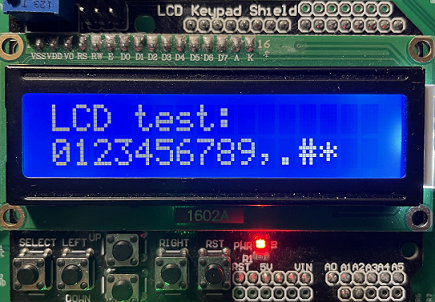 LCD Keypad Shield
16
VSS VDD VO RS RW E D0 D1 D2 D3 D4 D5 D6 D7 A K
LCD test:
0123456789,.#*
1602A
SELECT LEFT UP RIGHT RST PWR
DOWN
RST 5V VIN A0 A1 A2 A3 A4 A5